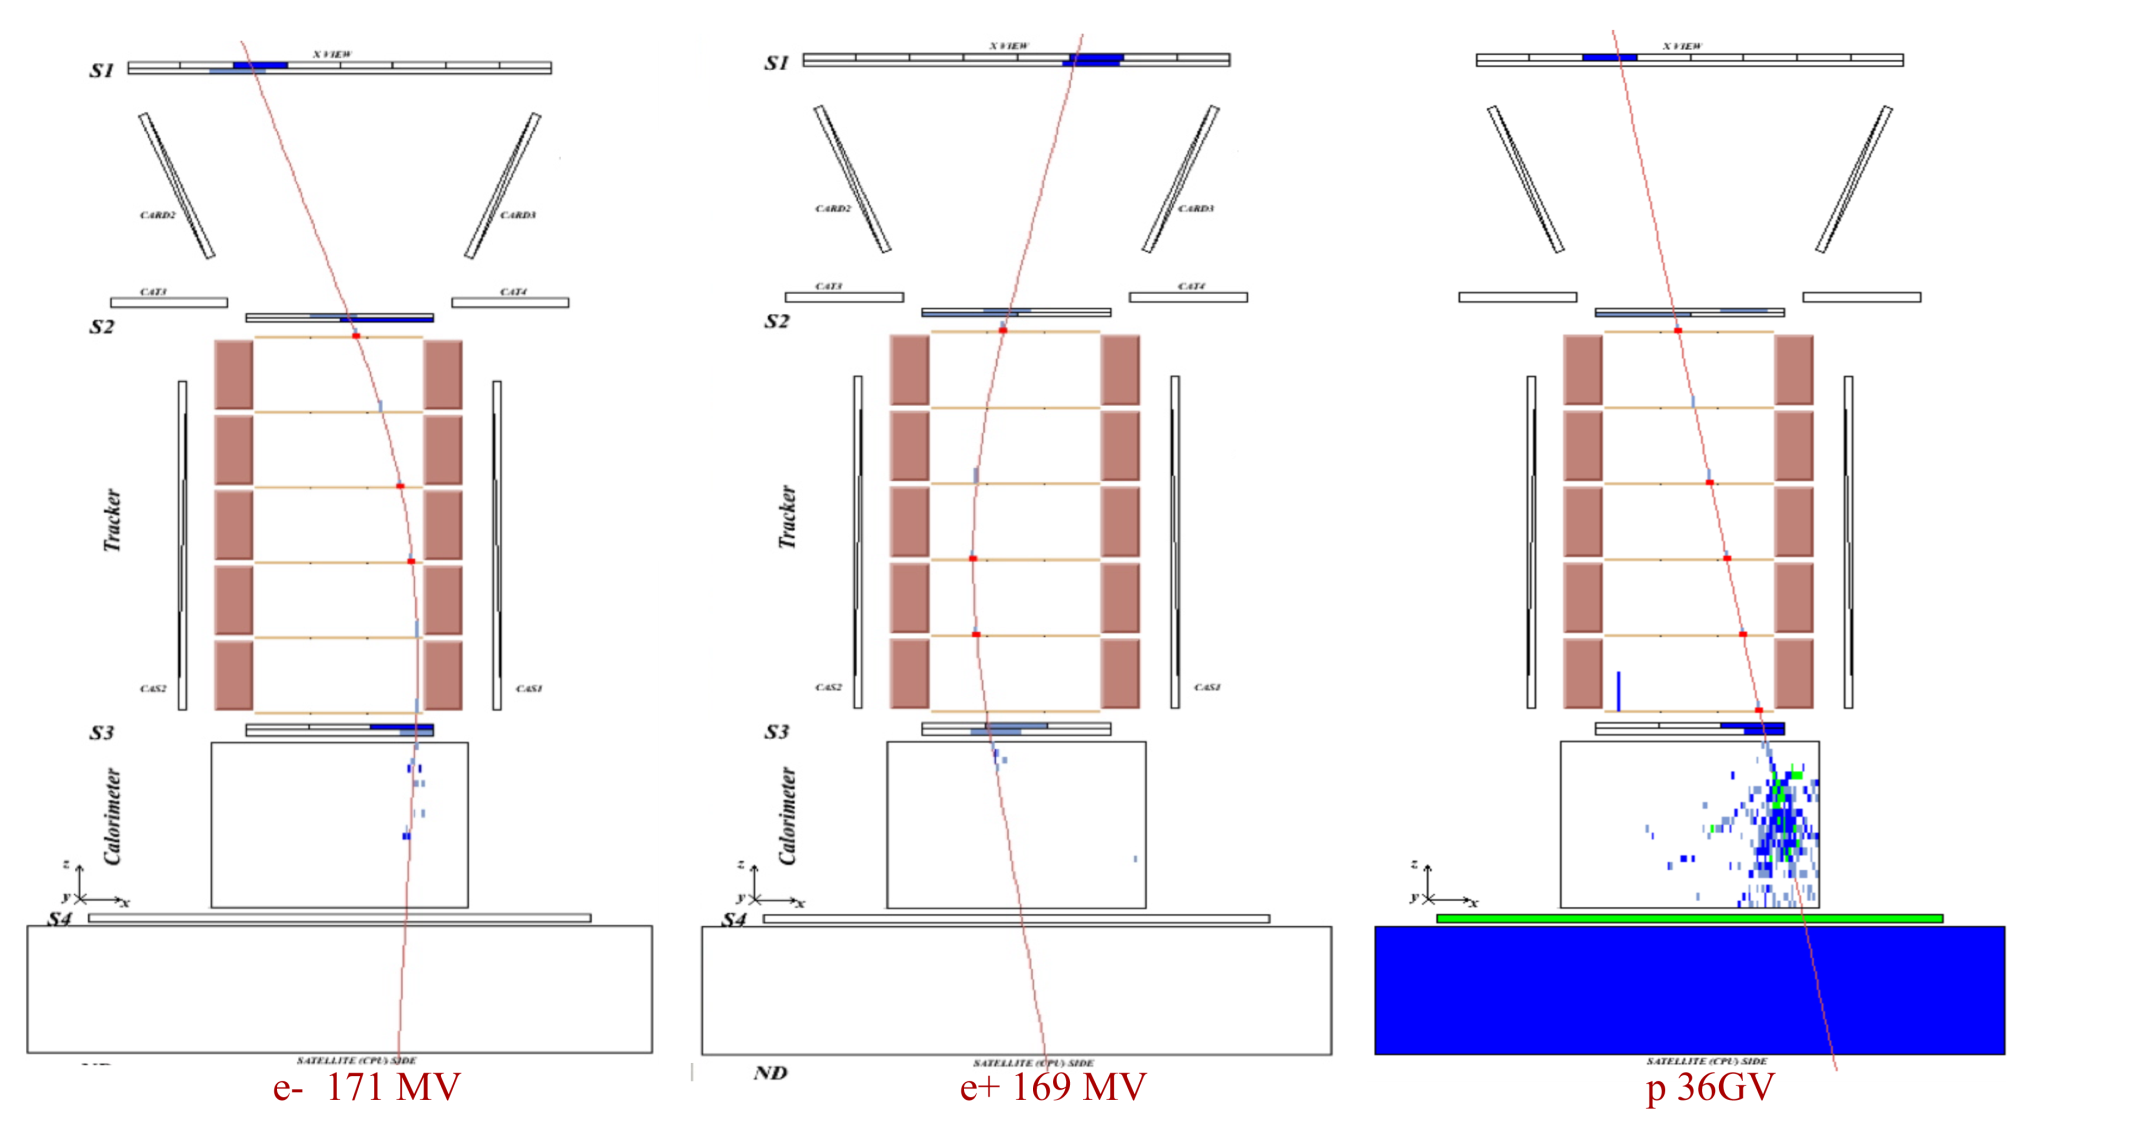 X VIEW
S1
CARD2
CARD3
CAT3
CAT4
S2
Tracker
CAS2
CAS1
S3
Calorimeter
z
y
x
S4
SATELLITE (CPU) SIDE
e- 171 MV
X VIEW
S1
CARD2
CARD3
CAT3
CAT4
S2
Tracker
CAS2
CAS1
S3
Calorimeter
z
y
x
S4
SATELLITE (CPU) SIDE
ND
e+ 169 MV
X VIEW
z
y
x
SATELLITE (CPU) SIDE
p 36GV